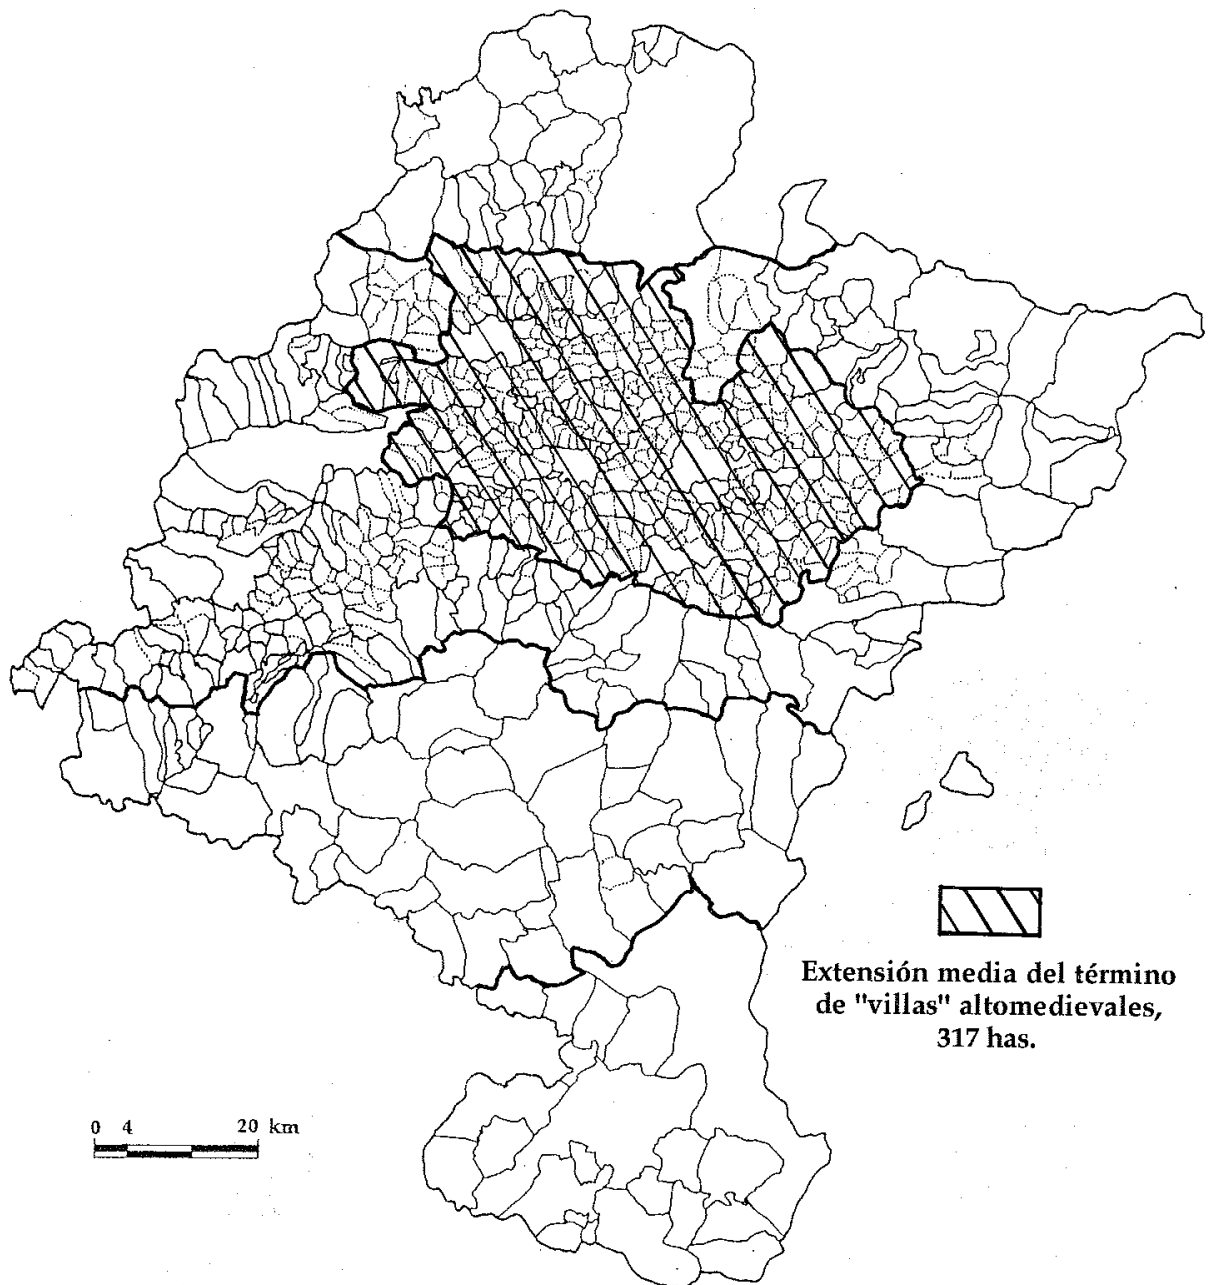 Extensión media del término
de "villas" altomedievales,
317 has.
0 4 20 km